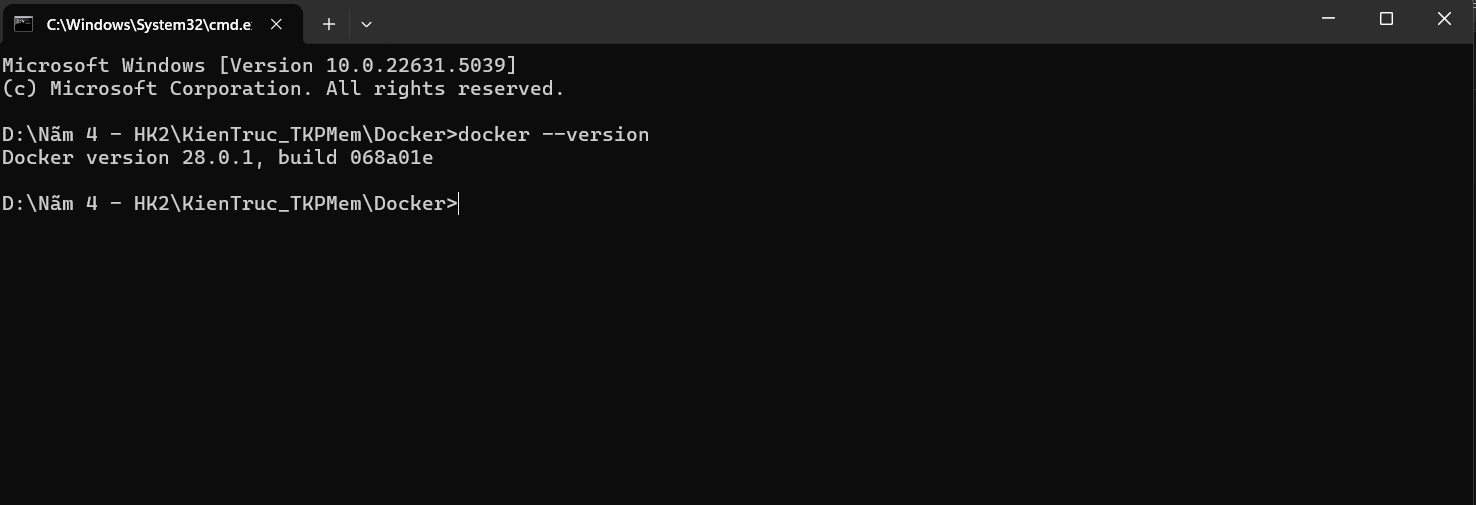 C:\Windows\System32\cmd.e
Microsoft Windows [Version 10.0.22631.5039]
(c) Microsoft Corporation. All rights reserved.
D:\Năm 4 - HK2\KienTruc_TKPMem\Docker>docker --version
Docker version 28.0.1, build 068a01e
D:\Năm 4 - HK2\KienTruc_TKPMem\Docker>